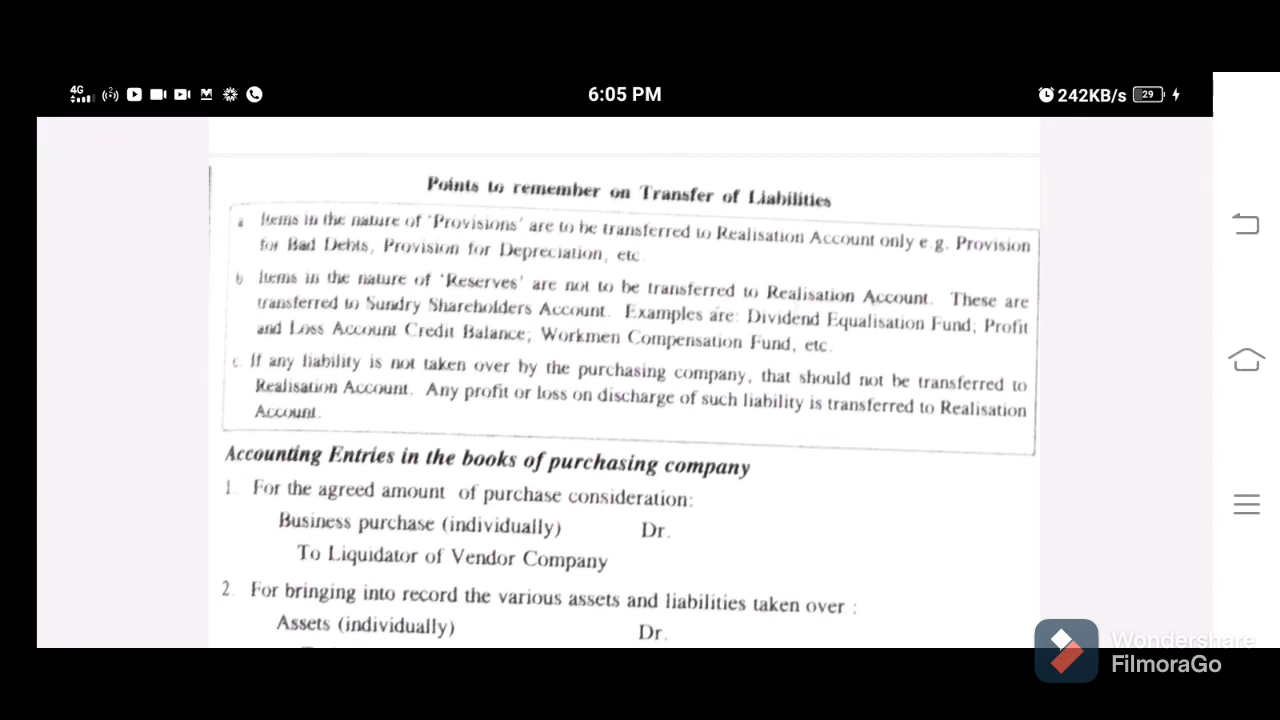 4G 6:05 PM 242KB/s 29
Points to remember on Transfer of Liabilities
a Items in the nature of 'Provisions' are to be transferred to Realisation Account only e.g. Provision
for Bad Debts, Provision for Depreciation, etc.
b Items in the nature of 'Reserves' are not to be transferred to Realisation Account. These are
transferred to Sundry Shareholders Account. Examples are: Dividend Equalisation Fund; Profit
and Loss Account Credit Balance; Workmen Compensation Fund, etc.
c. If any liability is not taken over by the purchasing company, that should not be transferred to
Realisation Account. Any profit or loss on discharge of such liability is transferred to Realisation
Account.
Accounting Entries in the books of purchasing company
1. For the agreed amount of purchase consideration:
Business purchase (individually) Dr.
To Liquidator of Vendor Company
2. For bringing into record the various assets and liabilities taken over :
Assets (individually) Dr.
Wondershare
FilmoraGo